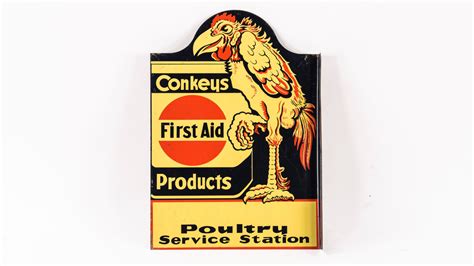 Conkeys
First Aid
Products
Poultry
Service Station